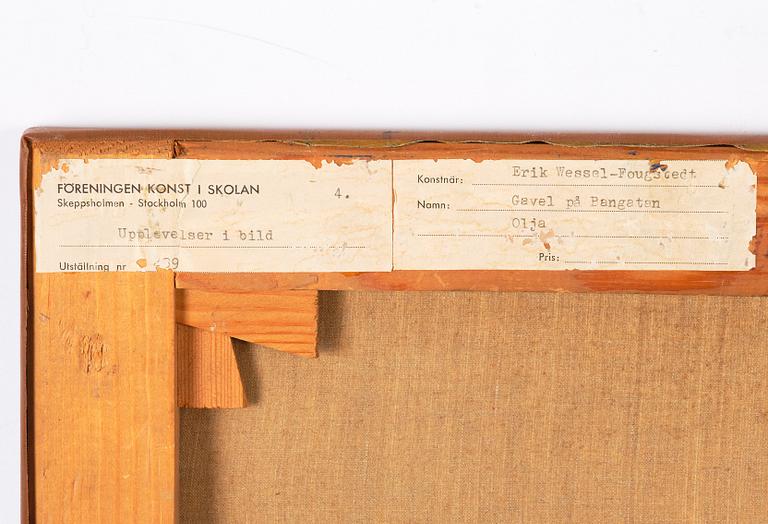 FÖRENINGEN KONST I SKOLAN
4.
Skeppsholmen - Stockholm 100
Upplevelser i bild
Utställning nr
Konstnär: Erik Wessel-Fougstedt
Namn: Gavel på Bangatan
Olja
Pris: